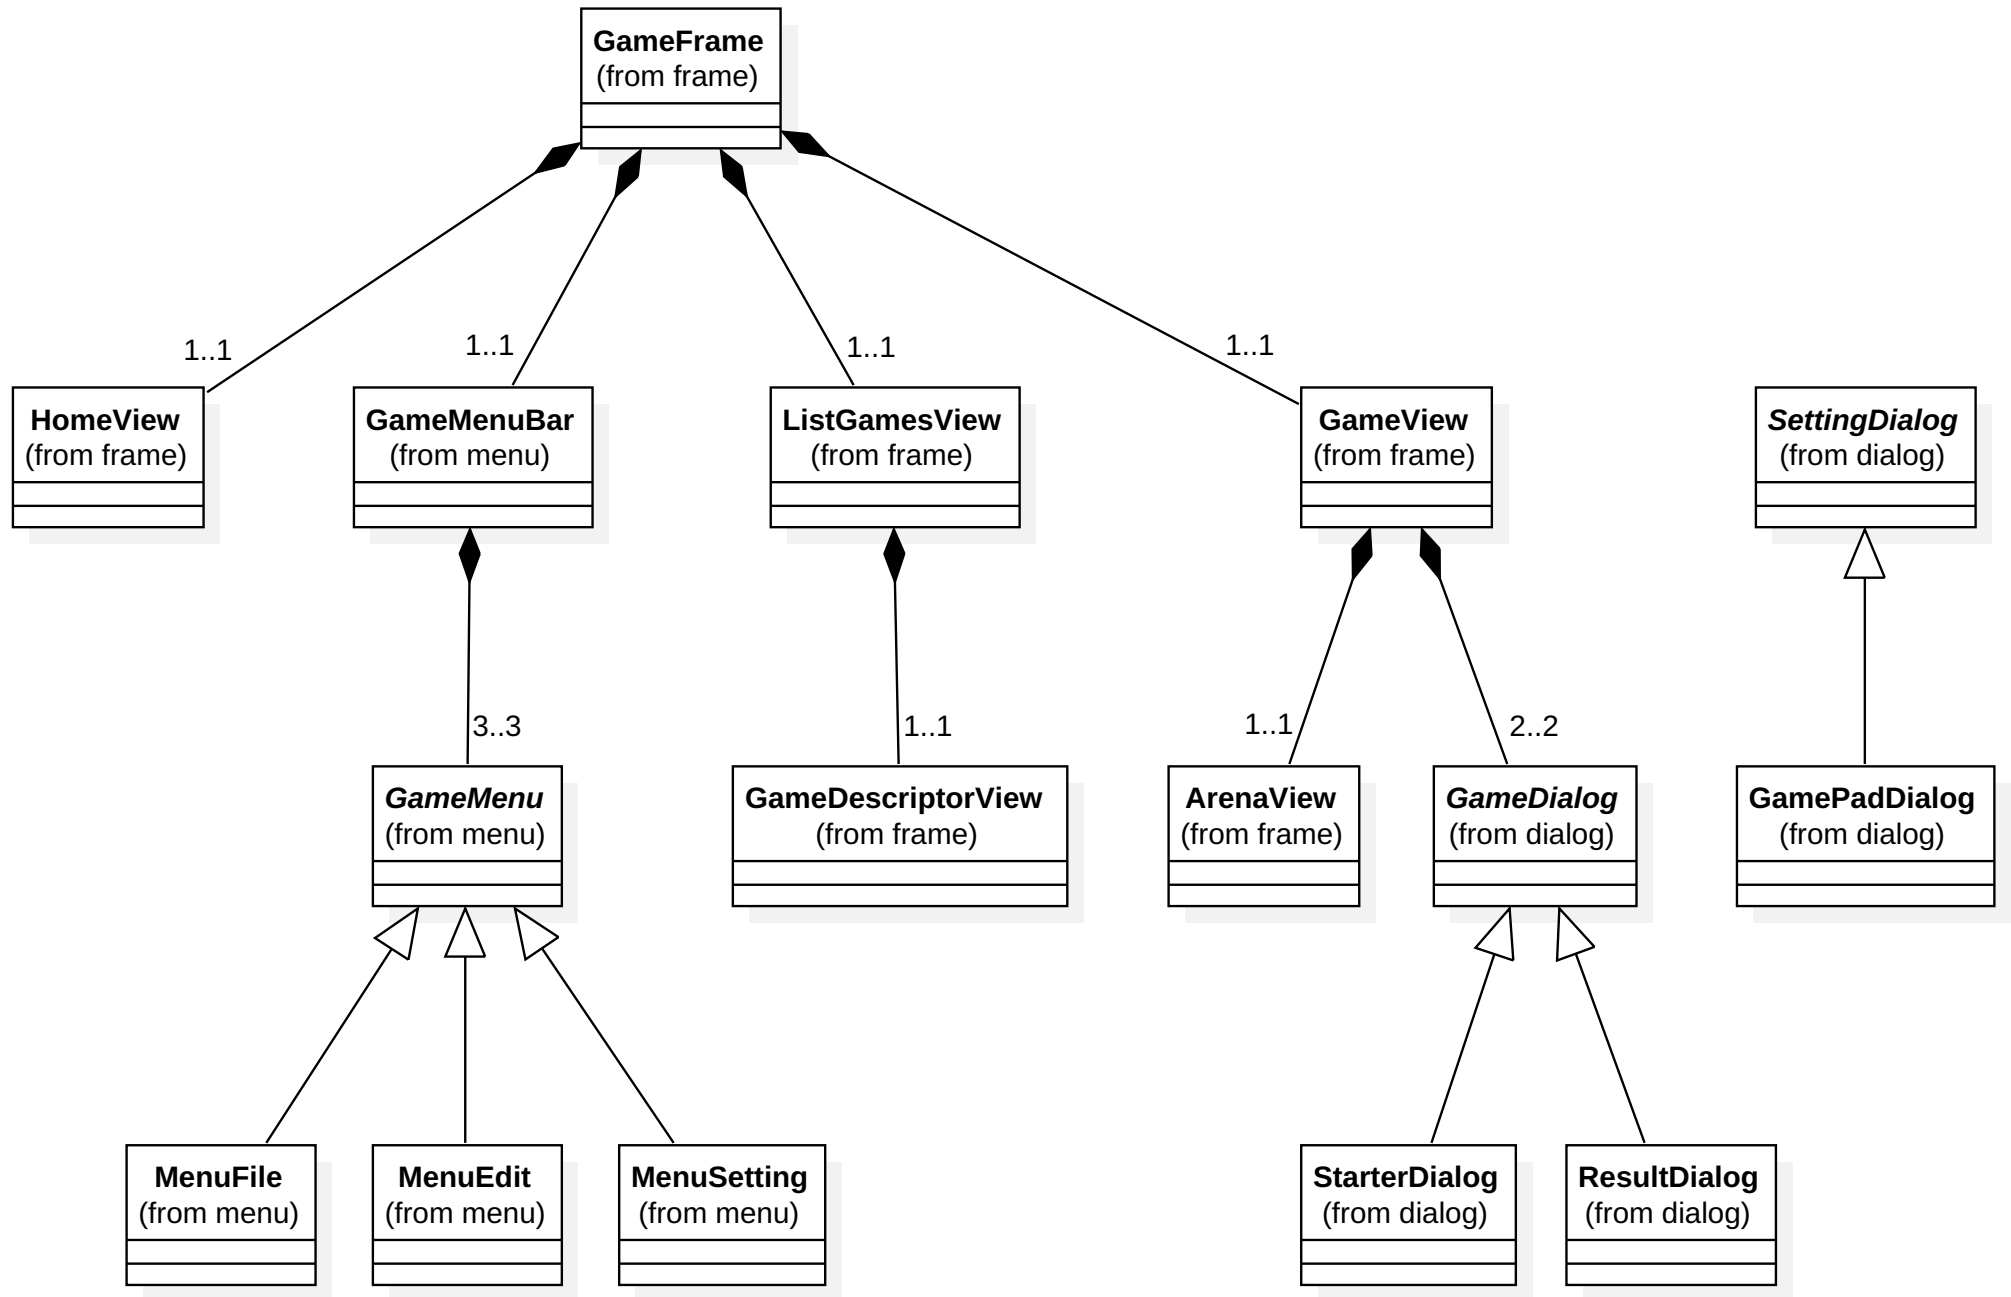 GameFrame
(from frame)
1..1
1..1
1..1
1..1
HomeView
(from frame)
GameMenuBar
(from menu)
ListGamesView
(from frame)
GameView
(from frame)
SettingDialog
(from dialog)
3..3
1..1
1..1
2..2
GameMenu
(from menu)
GameDescriptorView
(from frame)
ArenaView
(from frame)
GameDialog
(from dialog)
GamePadDialog
(from dialog)
MenuFile
(from menu)
MenuEdit
(from menu)
MenuSetting
(from menu)
StarterDialog
(from dialog)
ResultDialog
(from dialog)